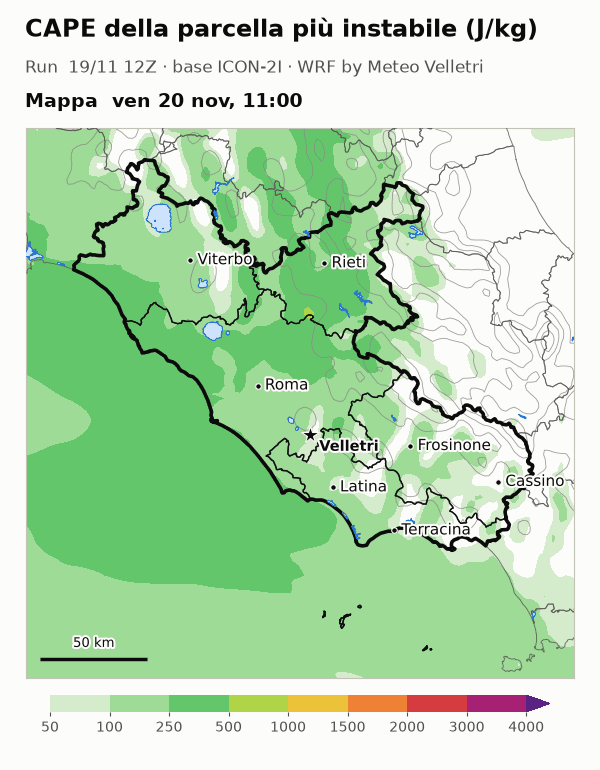 CAPE della parcella più instabile (J/kg)
Run  19/11 12Z · base ICON-2I · WRF by Meteo Velletri
Mappa  ven 20 nov, 11:00
Viterbo
Rieti
Roma
Velletri
Frosinone
Cassino
Latina
Terracina
50 km
50 100 250 500 1000 1500 2000 3000 4000